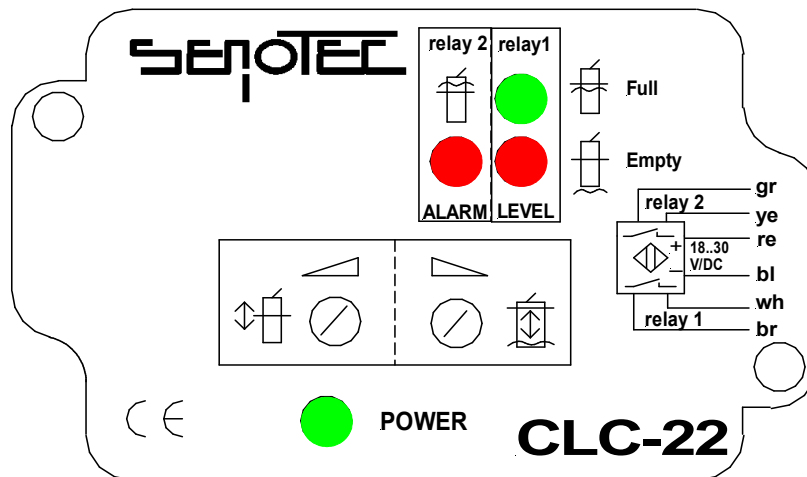 SENOTEC
relay 2 relay1
Full
Empty
ALARM LEVEL
gr
relay 2
ye
re
+ 18..30
V/DC
− bl
wh
relay 1
br
CE
POWER
CLC-22